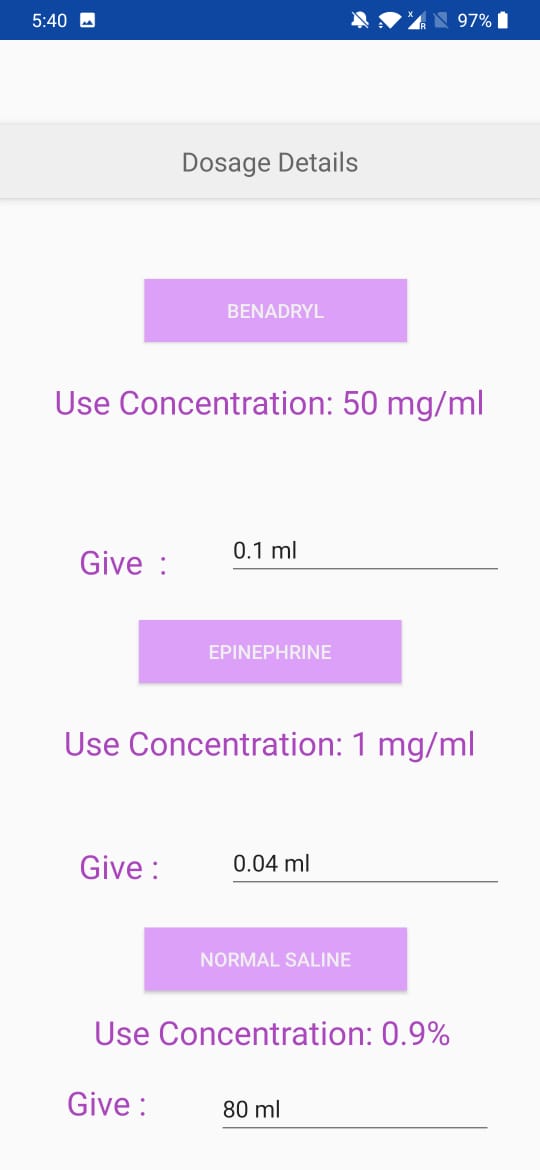 5:40 97%
Dosage Details
BENADRYL
Use Concentration: 50 mg/ml
Give : 0.1 ml
EPINEPHRINE
Use Concentration: 1 mg/ml
Give : 0.04 ml
NORMAL SALINE
Use Concentration: 0.9%
Give : 80 ml